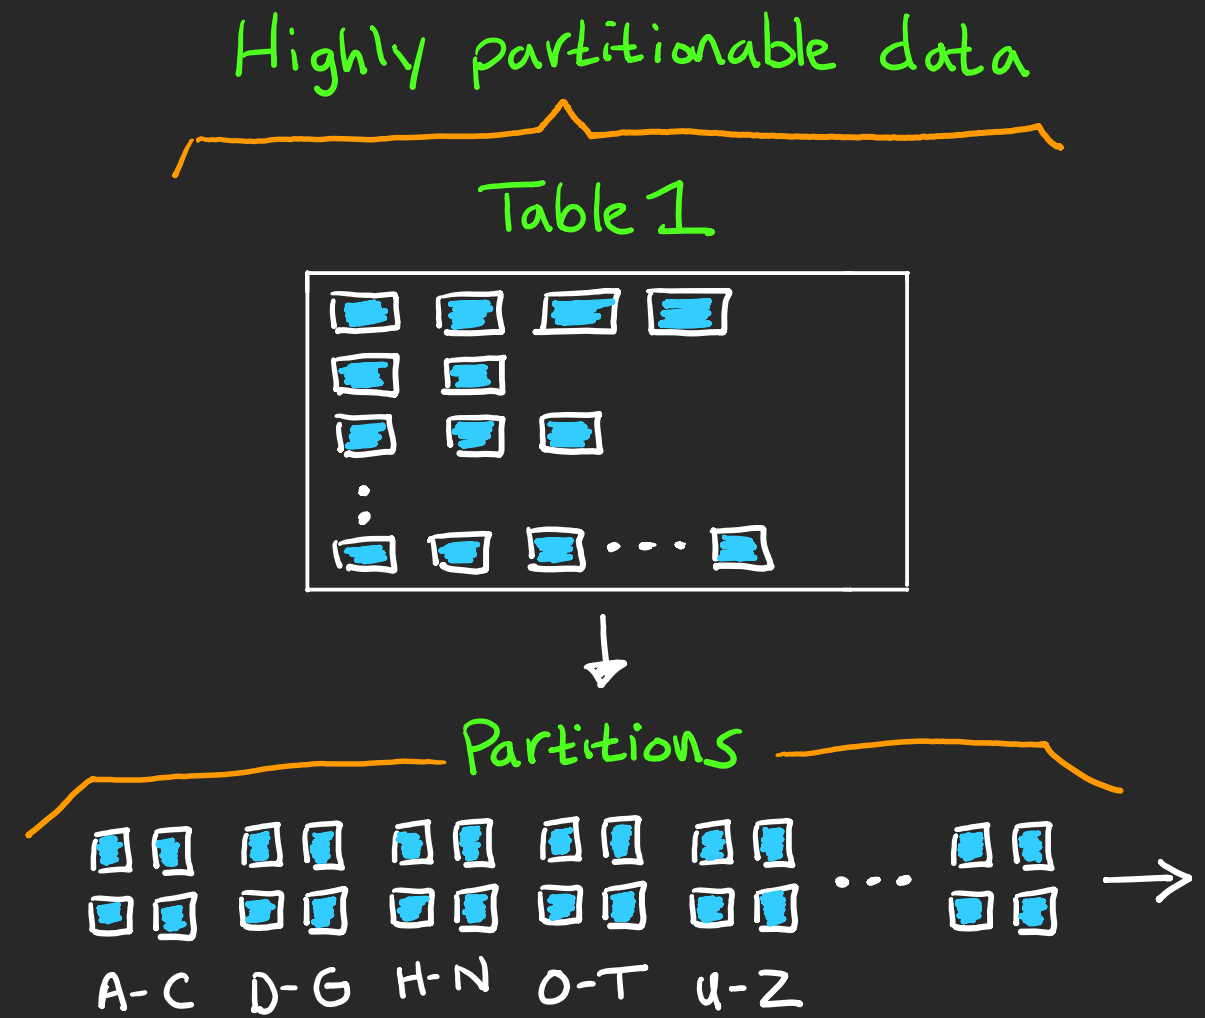 Highly partitionable data
Table 1
Partitions
A-C D-G H-N O-T U-Z